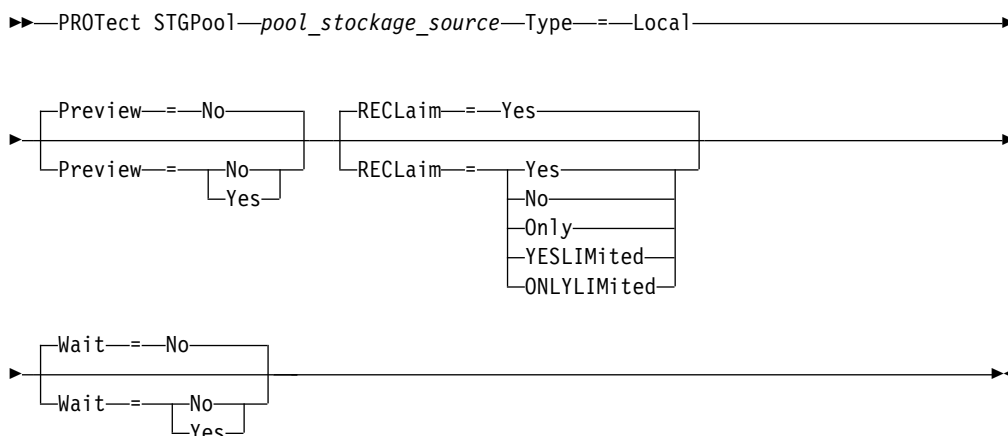 PROTect STGPool pool_stockage_source Type = Local
Preview = No RECLaim = Yes
Preview = No RECLaim = Yes
Yes No
Only
YESLIMited
ONLYLIMited
Wait = No
Wait = No
Yes